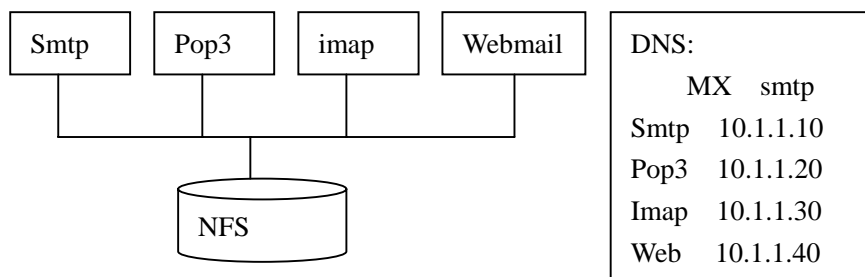 Smtp
Pop3
imap
Webmail
NFS
DNS:
MX smtp
Smtp 10.1.1.10
Pop3 10.1.1.20
Imap 10.1.1.30
Web 10.1.1.40